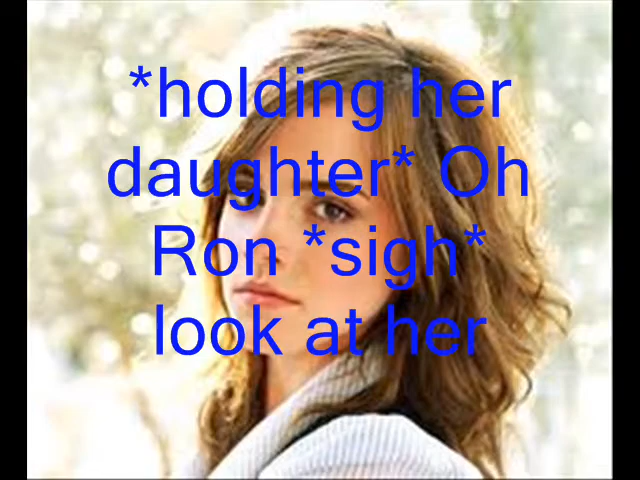 *holding her
daughter* Oh
Ron *sigh*
look at her